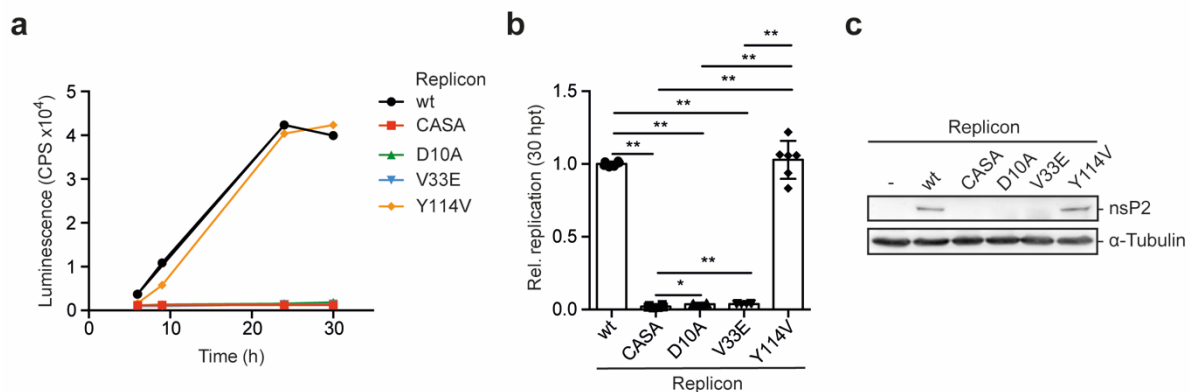 a
Luminescence (CPS x10⁴)
5
4
3
2
1
0
0
10
20
30
Time (h)
Replicon
wt
CASA
D10A
V33E
Y114V
b
Rel. replication (30 hpt)
1.5
1.0
0.5
0.0
**
**
**
**
**
**
**
*
wt
CASA
D10A
V33E
Y114V
Replicon
c
Replicon
- wt CASA D10A V33E Y114V
nsP2
α-Tubulin